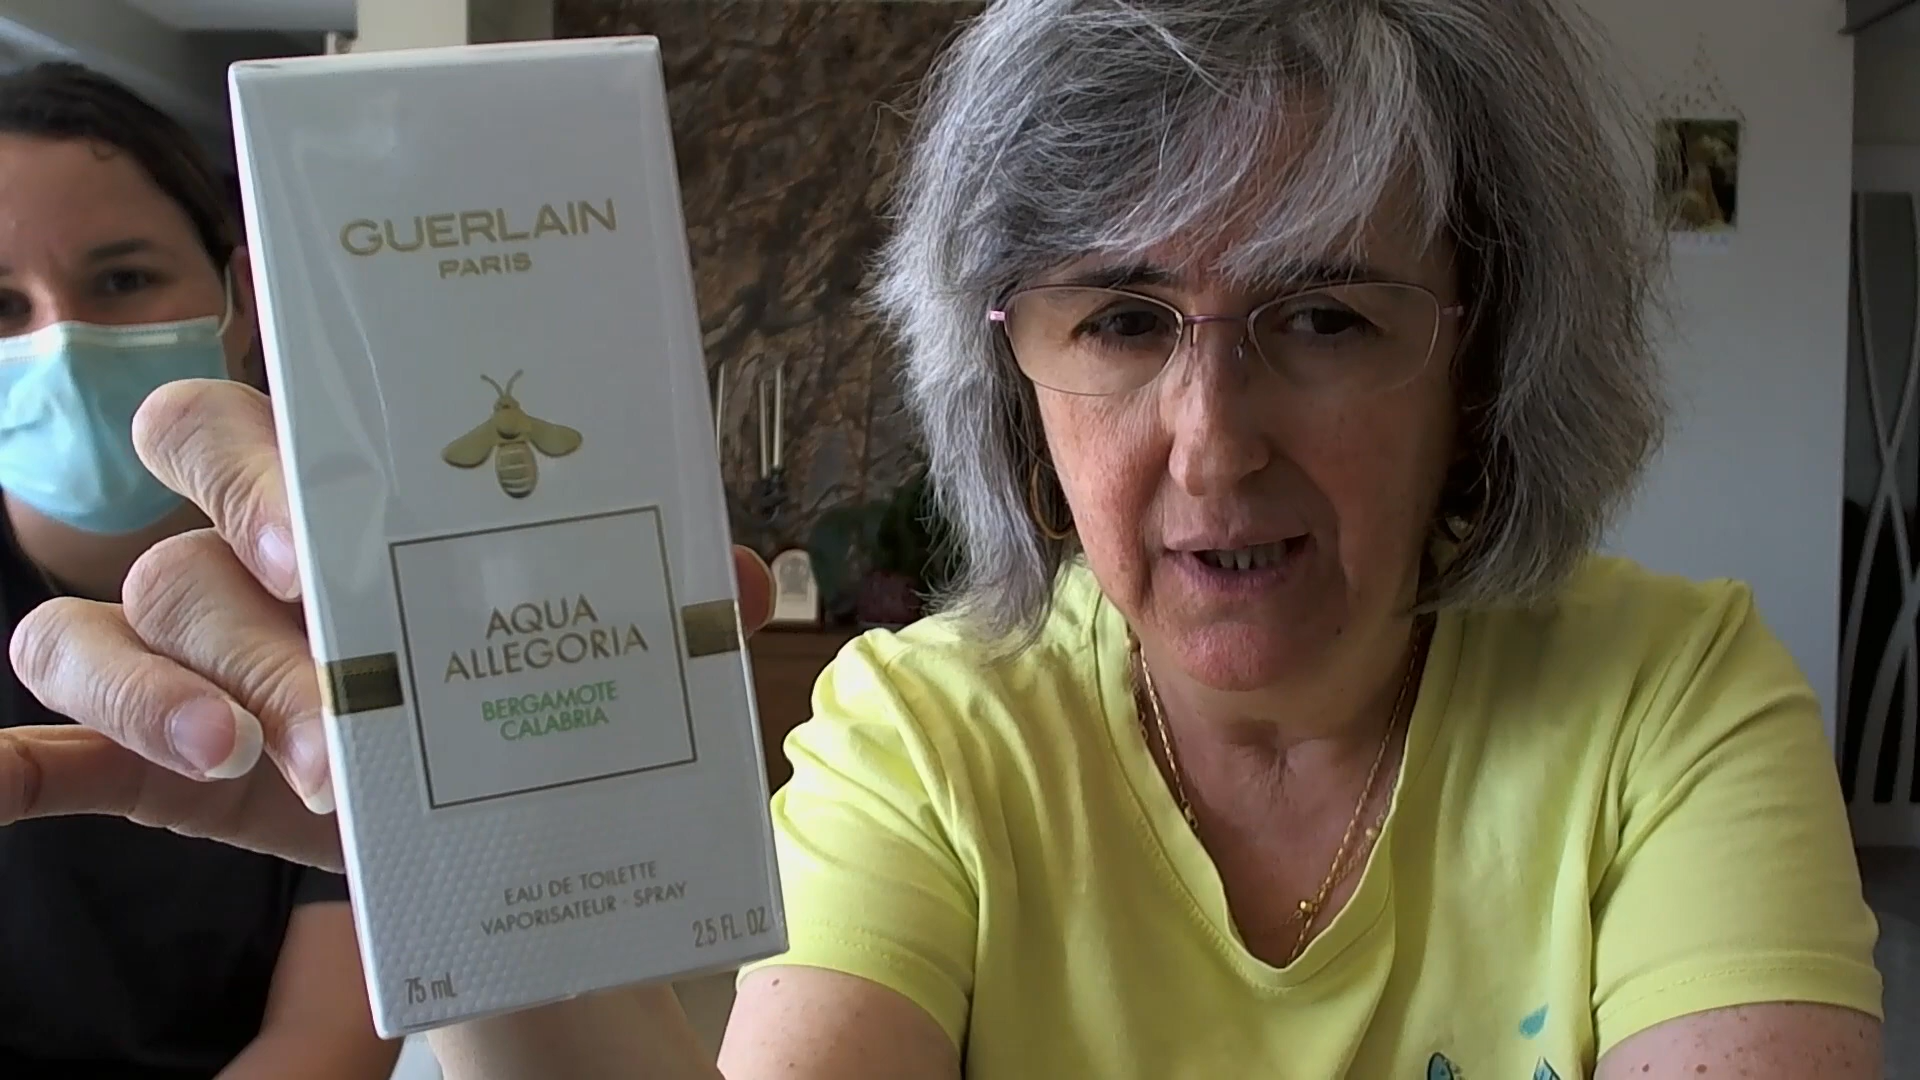 GUERLAIN
PARIS
AQUA
ALLEGORIA
BERGAMOTE
CALABRIA
EAU DE TOILETTE
VAPORISATEUR - SPRAY
2.5 FL. OZ
75 mL